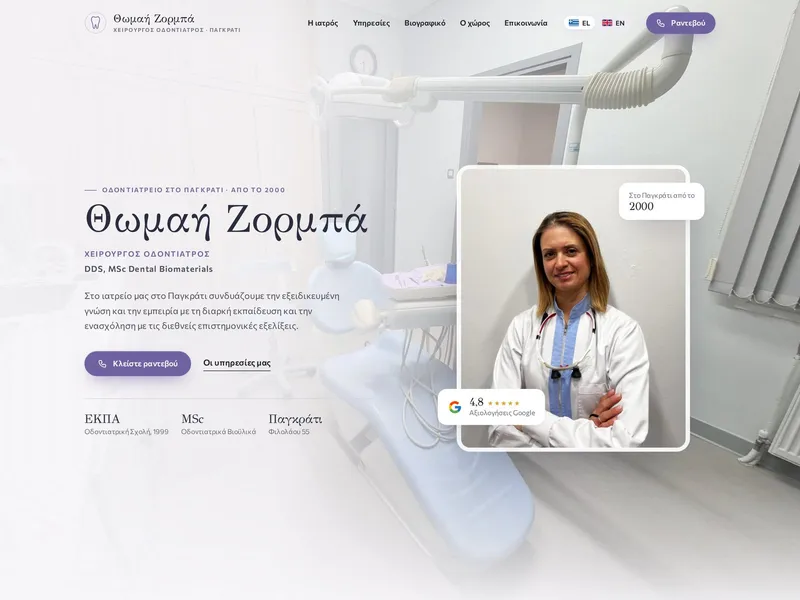 Θωμαή Ζορμπά
ΧΕΙΡΟΥΡΓΟΣ ΟΔΟΝΤΙΑΤΡΟΣ · ΠΑΓΚΡΑΤΙ
Η ιατρός Υπηρεσίες Βιογραφικό Ο χώρος Επικοινωνία EL EN Ραντεβού
ΟΔΟΝΤΙΑΤΡΕΙΟ ΣΤΟ ΠΑΓΚΡΑΤΙ · ΑΠΟ ΤΟ 2000
Θωμαή Ζορμπά
ΧΕΙΡΟΥΡΓΟΣ ΟΔΟΝΤΙΑΤΡΟΣ
DDS, MSc Dental Biomaterials
Στο ιατρείο μας στο Παγκράτι συνδυάζουμε την εξειδικευμένη
γνώση και την εμπειρία με τη διαρκή εκπαίδευση και την
ενασχόληση με τις διεθνείς επιστημονικές εξελίξεις.
Κλείστε ραντεβού Οι υπηρεσίες μας
ΕΚΠΑ MSc Παγκράτι
Οδοντιατρική Σχολή, 1999 Οδοντιατρικά Βιοϋλικά Φιλολάου 55
Στο Παγκράτι από το
2000
4,8 ★★★★★
Αξιολογήσεις Google